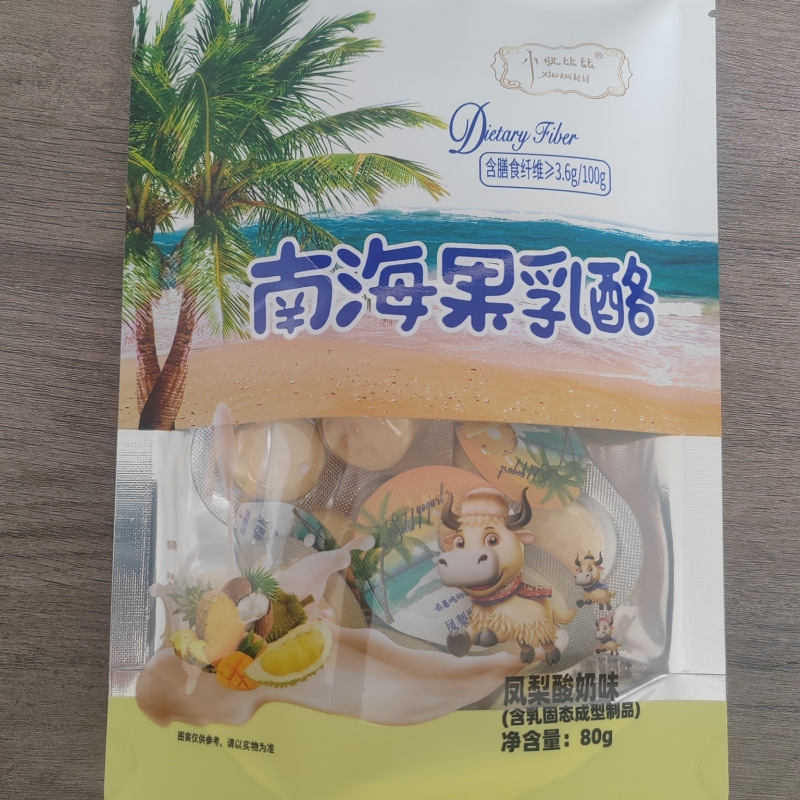 Dietary Fiber
含膳食纤维≥3.6g/100g
南海果乳酪
凤梨酸奶味
(含乳固态成型制品)
净含量：80g
图案仅供参考，请以实物为准